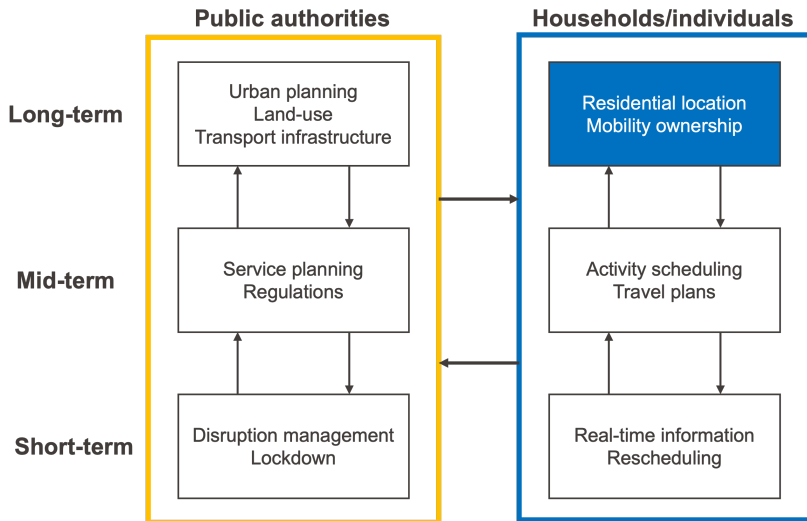 Public authorities
Households/individuals
Long-term
Urban planning
Land-use
Transport infrastructure
Residential location
Mobility ownership
Mid-term
Service planning
Regulations
Activity scheduling
Travel plans
Short-term
Disruption management
Lockdown
Real-time information
Rescheduling